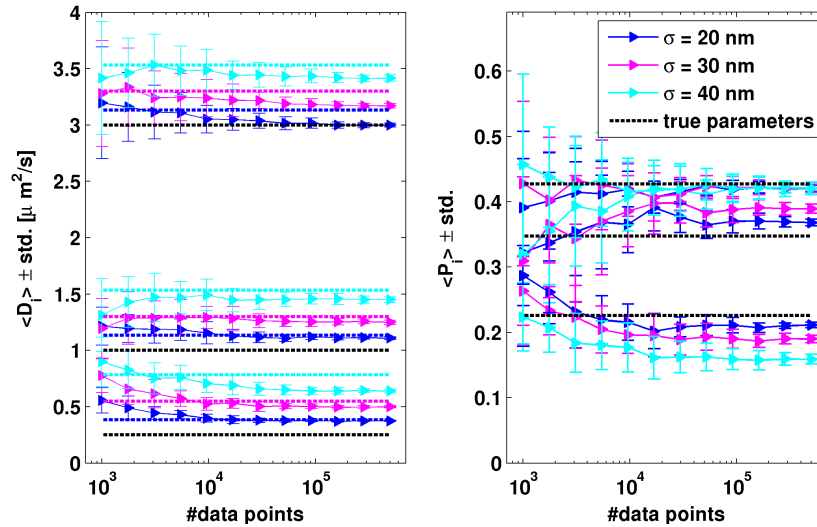 <D_i> ± std. [μ m²/s]
4
3.5
3
2.5
2
1.5
1
0.5
0
10³
10⁴
10⁵
#data points
<P_i> ± std.
0.6
0.5
0.4
0.3
0.2
0.1
0
10³
10⁴
10⁵
#data points
σ = 20 nm
σ = 30 nm
σ = 40 nm
true parameters